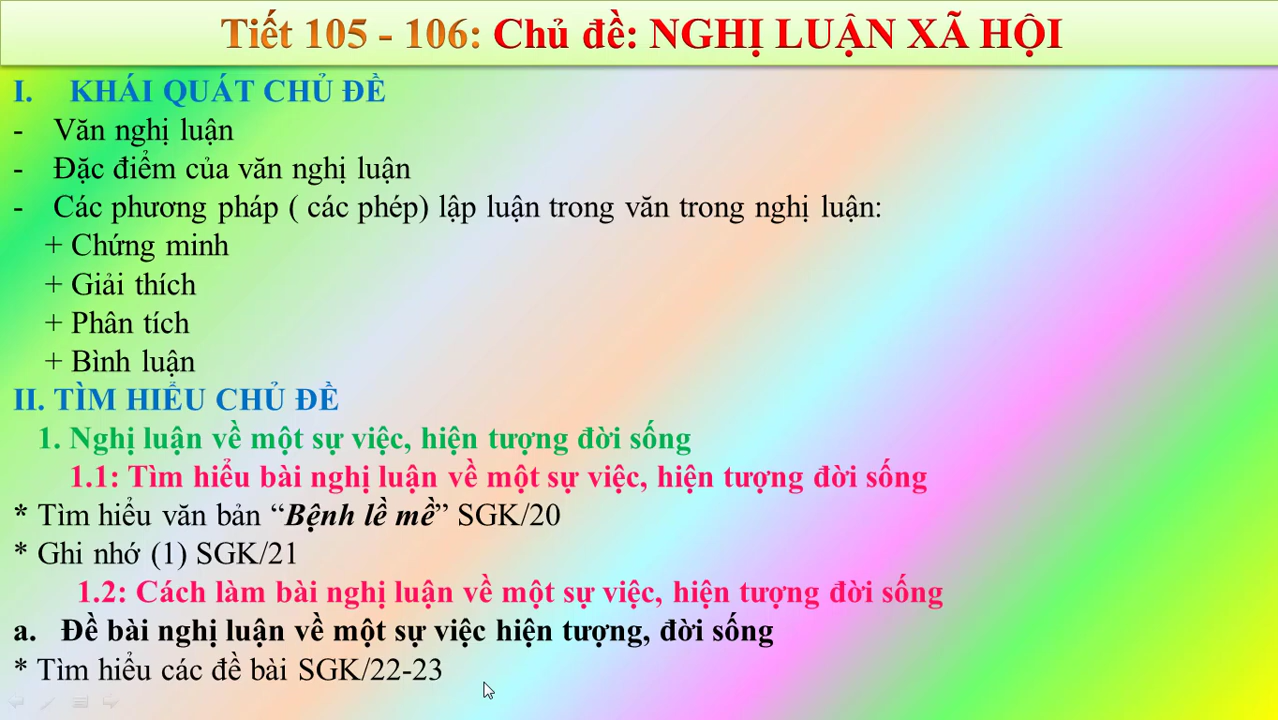 Tiết 105 - 106: Chủ đề: NGHỊ LUẬN XÃ HỘI
I. KHÁI QUÁT CHỦ ĐỀ
- Văn nghị luận
- Đặc điểm của văn nghị luận
- Các phương pháp ( các phép) lập luận trong văn trong nghị luận:
+ Chứng minh
+ Giải thích
+ Phân tích
+ Bình luận
II. TÌM HIỂU CHỦ ĐỀ
1. Nghị luận về một sự việc, hiện tượng đời sống
1.1: Tìm hiểu bài nghị luận về một sự việc, hiện tượng đời sống
* Tìm hiểu văn bản “Bệnh lề mề” SGK/20
* Ghi nhớ (1) SGK/21
1.2: Cách làm bài nghị luận về một sự việc, hiện tượng đời sống
a. Đề bài nghị luận về một sự việc hiện tượng, đời sống
* Tìm hiểu các đề bài SGK/22-23